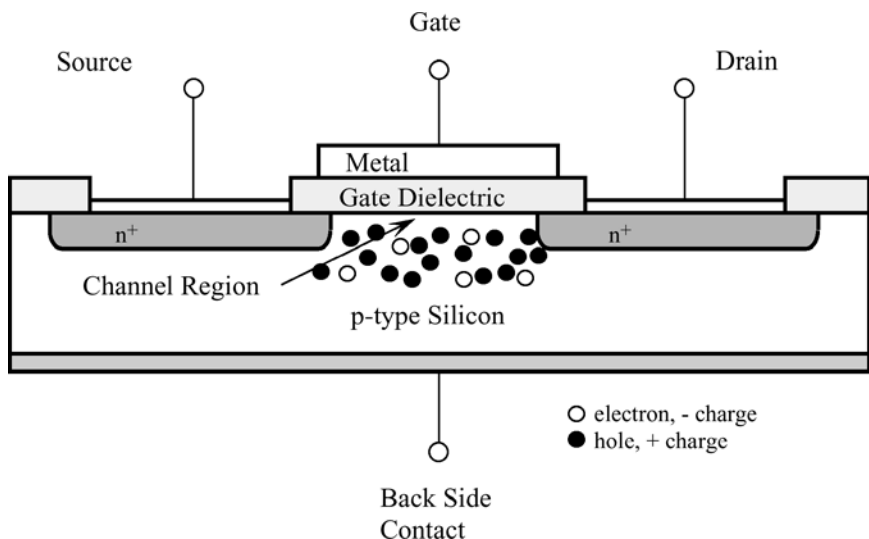 Gate
Source
Drain
Metal
Gate Dielectric
n+
n+
Channel Region
p-type Silicon
electron, - charge
hole, + charge
Back Side
Contact